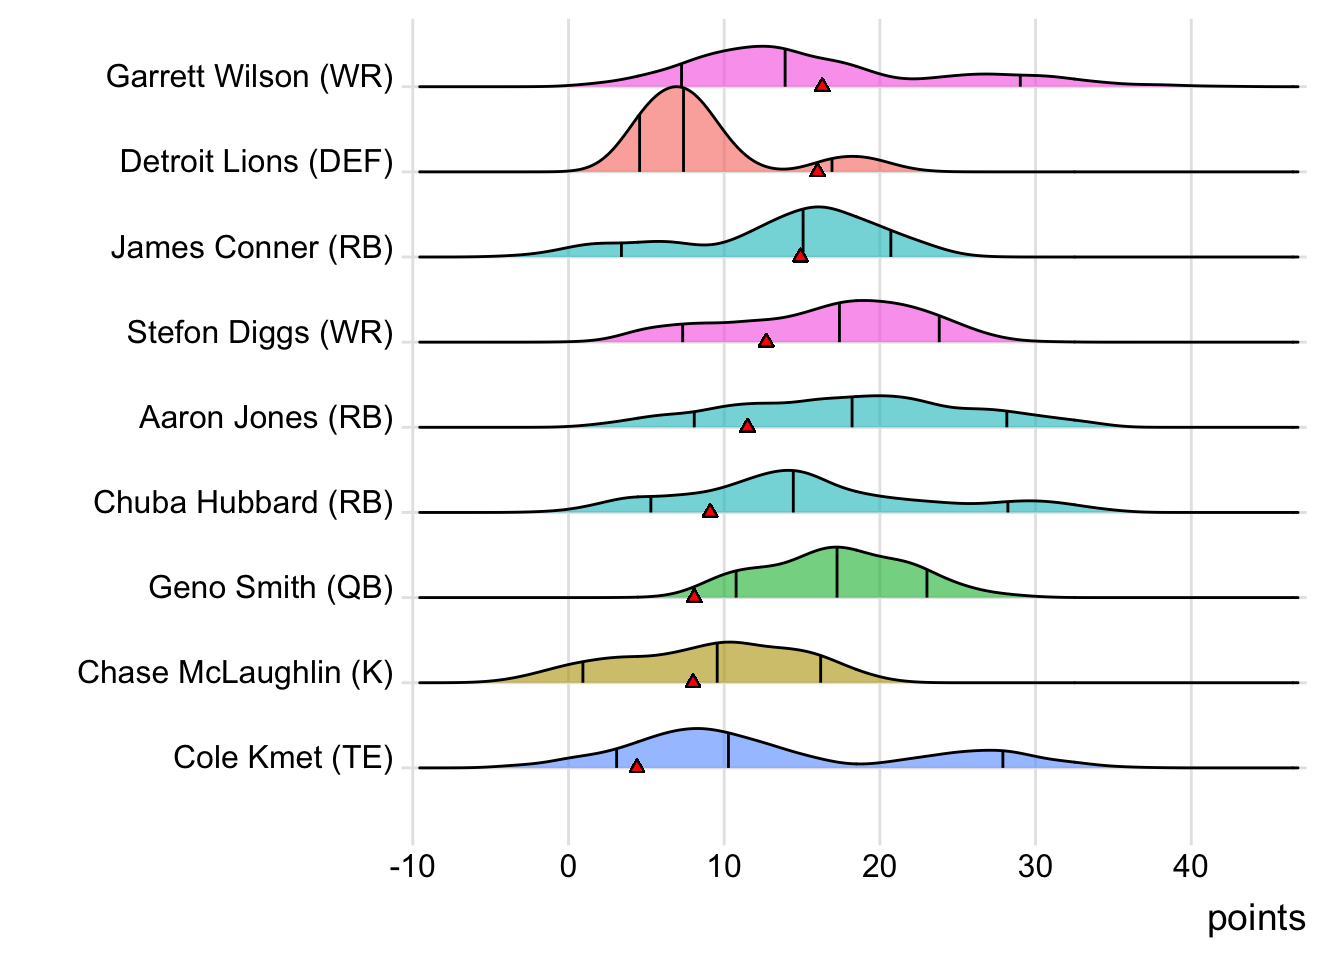 Garrett Wilson (WR)
Detroit Lions (DEF)
James Conner (RB)
Stefon Diggs (WR)
Aaron Jones (RB)
Chuba Hubbard (RB)
Geno Smith (QB)
Chase McLaughlin (K)
Cole Kmet (TE)
-10 0 10 20 30 40
points